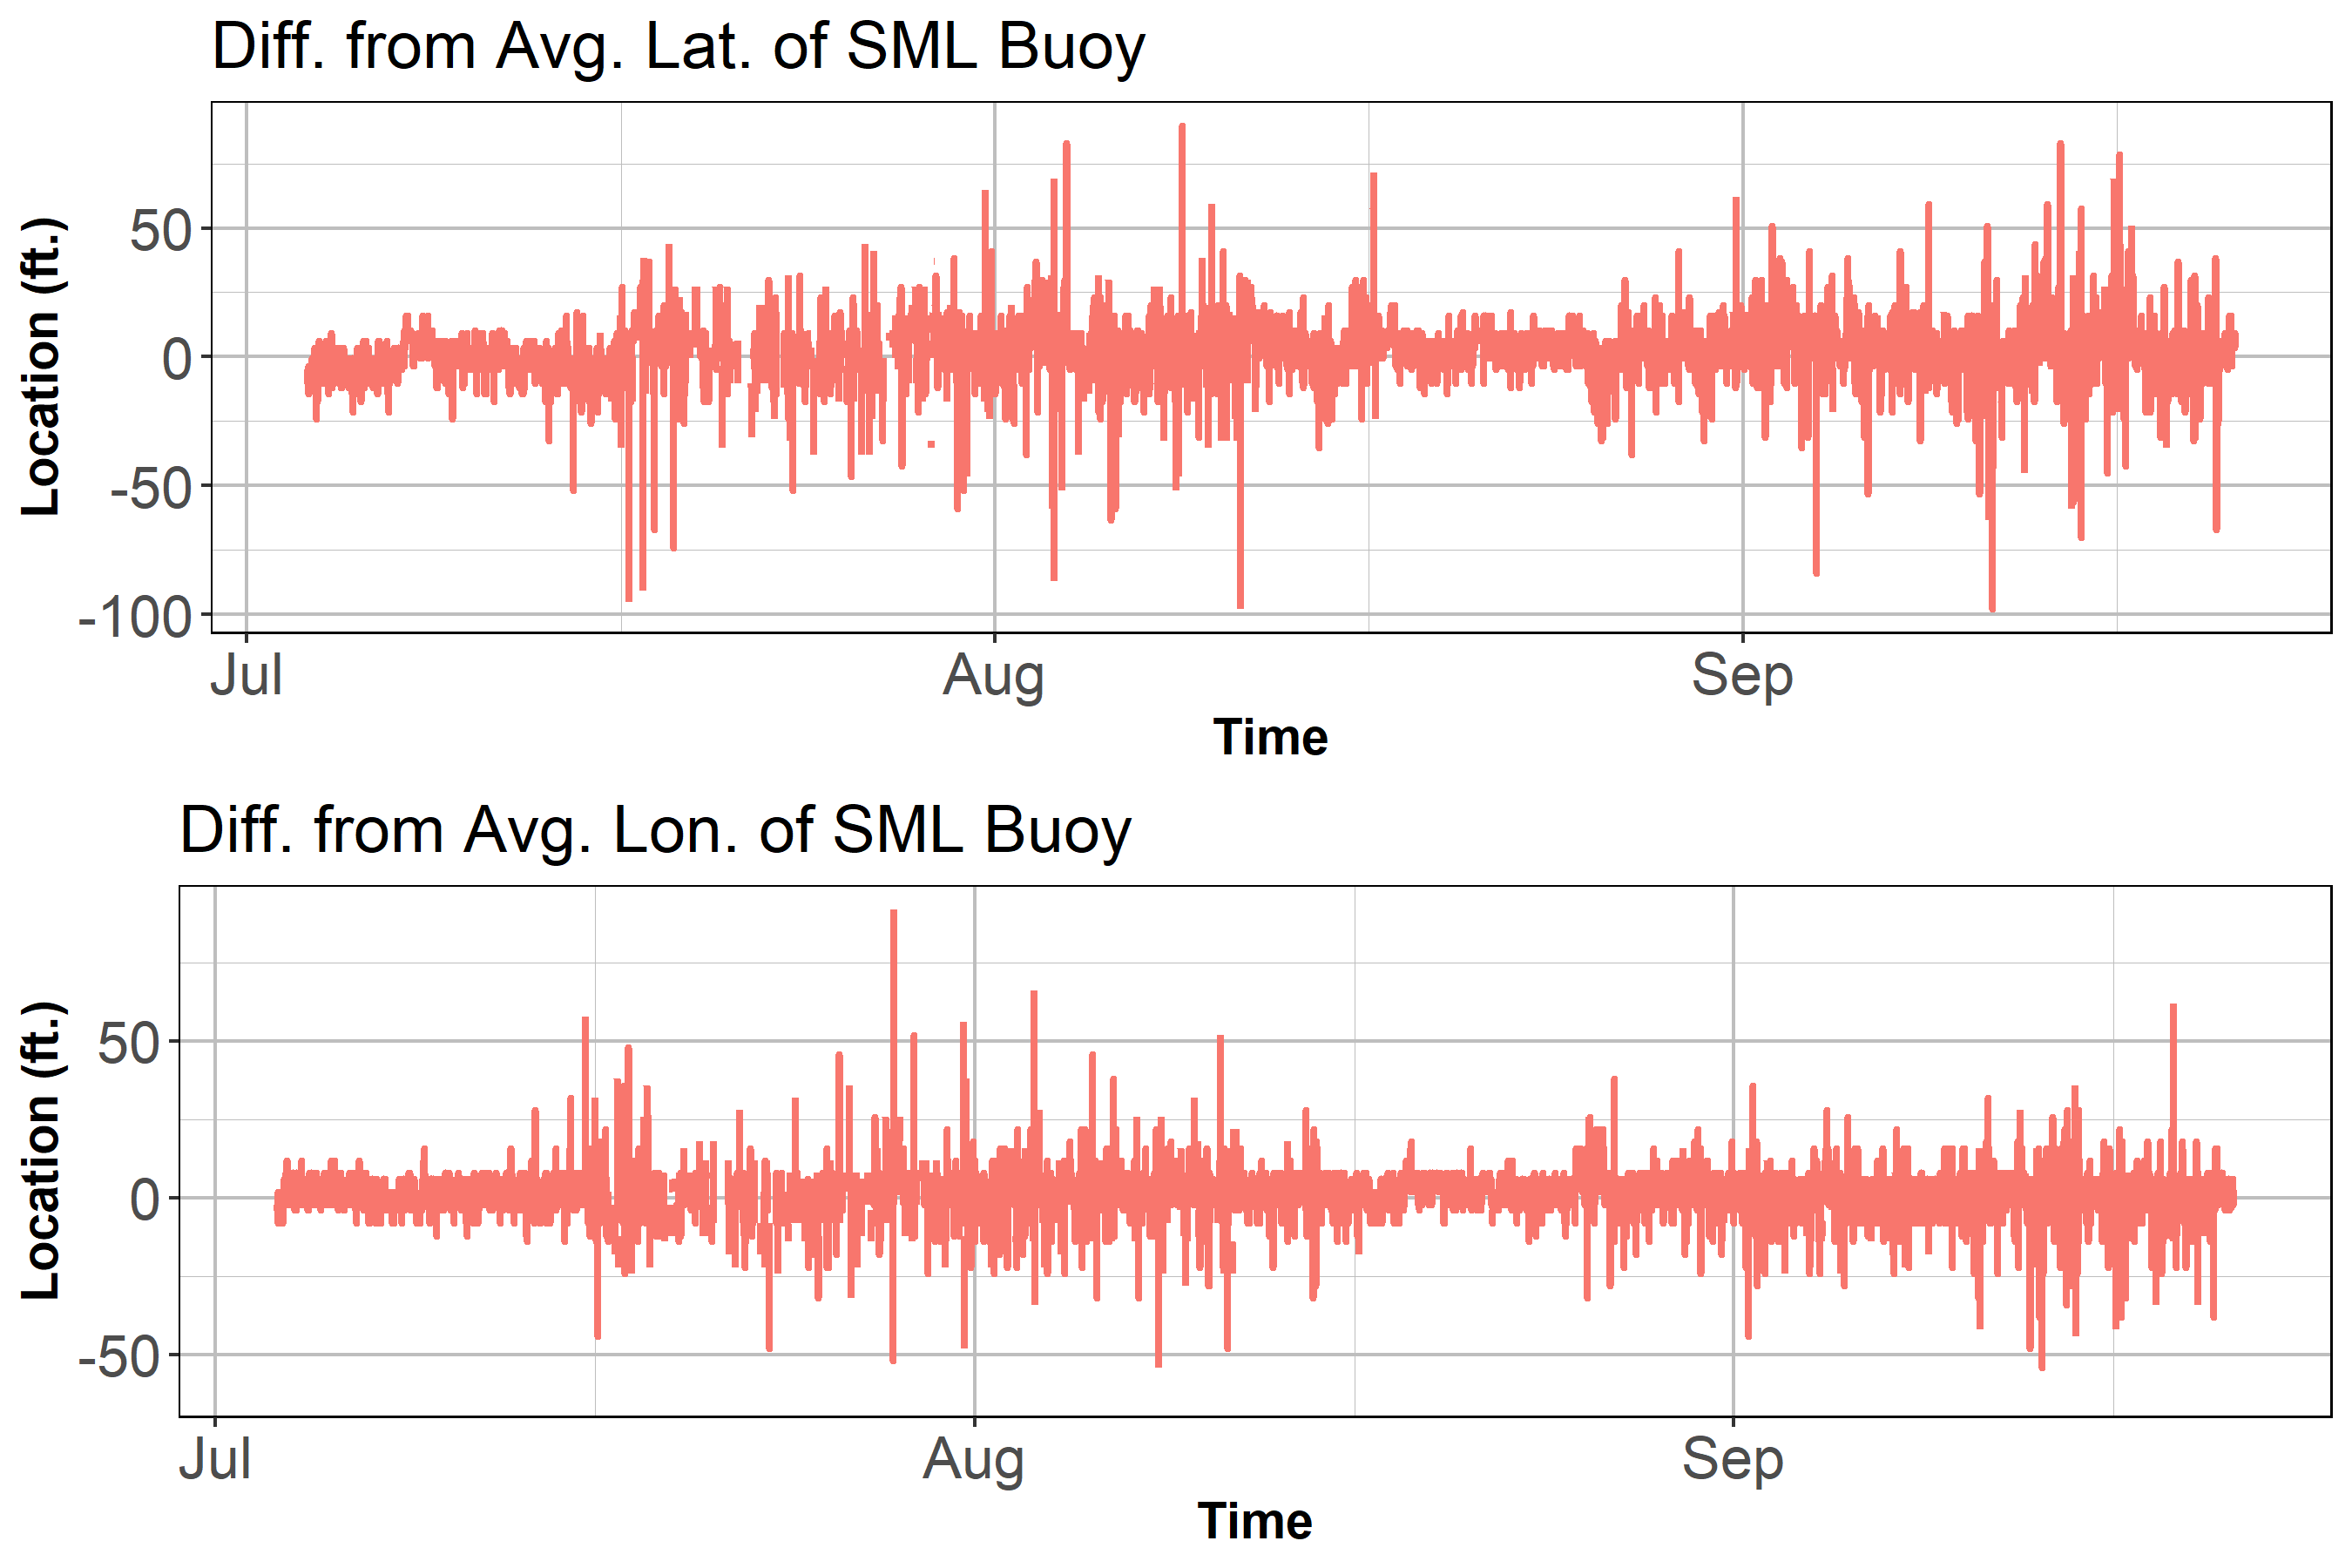 Diff. from Avg. Lat. of SML Buoy
Location (ft.)
50
0
-50
-100
Jul Aug Sep
Time
Diff. from Avg. Lon. of SML Buoy
Location (ft.)
50
0
-50
Jul Aug Sep
Time